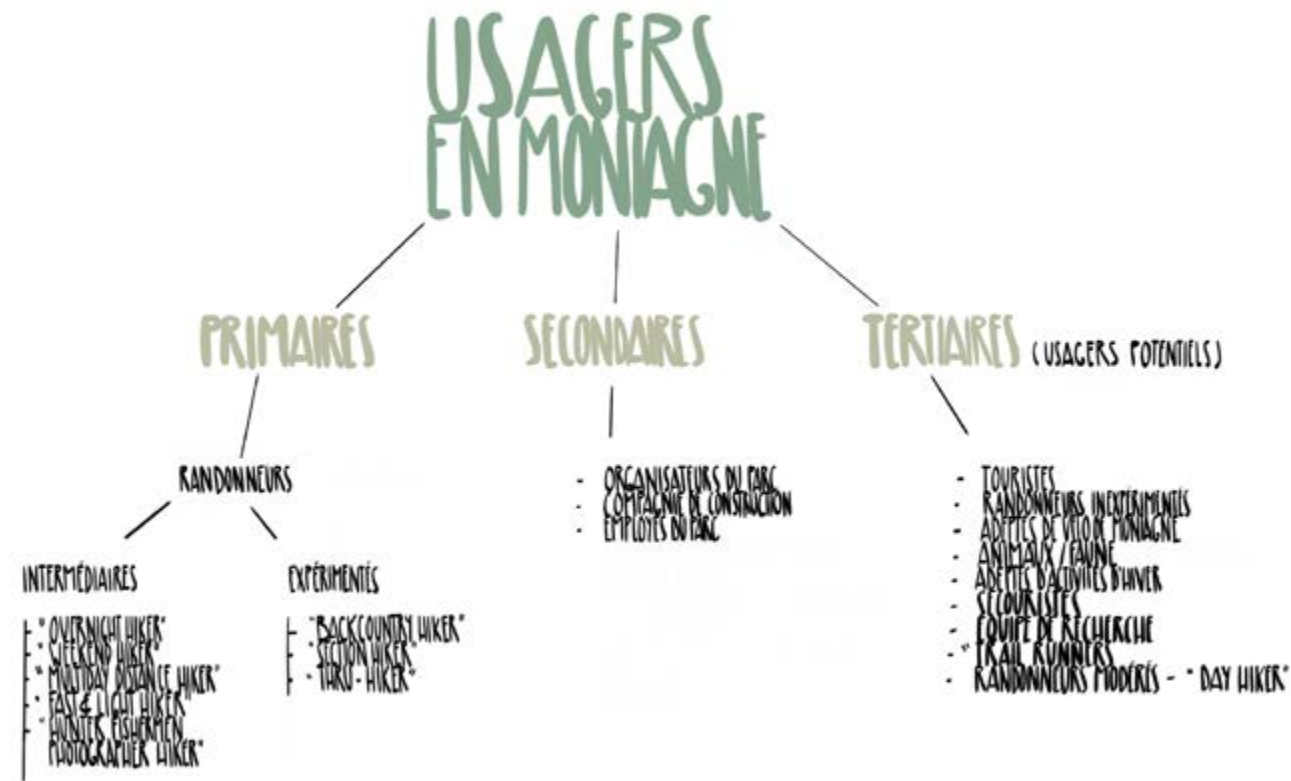 USAGERS
EN MONTAGNE
PRIMAIRES
SECONDAIRES
TERTIAIRES (USAGERS POTENTIELS)
RANDONNEURS
INTERMÉDIAIRES
- "OVERNIGHT HIKER"
- "WEEKEND HIKER"
- "MULTIDAY DISTANCE HIKER"
- "FAST & LIGHT HIKER"
- "HUNTER FISHERMEN
PHOTOGRAPHER HIKER"
EXPÉRIMENTÉS
- "BACKCOUNTRY HIKER"
- "SECTION HIKER"
- "THRU-HIKER"
- ORGANISATEURS DU PARC
- COMPAGNIE DE CONSTRUCTION
- EMPLOYÉS DU PARC
- TOURISTES
- RANDONNEURS INEXPÉRIMENTÉS
- ADEPTES DE VÉLO DE MONTAGNE
- ANIMAUX / FAUNE
- ADEPTES D'ACTIVITÉS D'HIVER
- SECOURISTES
- ÉQUIPE DE RECHERCHE
- "TRAIL RUNNERS
- RANDONNEURS MODÉRÉS - "DAY HIKER"